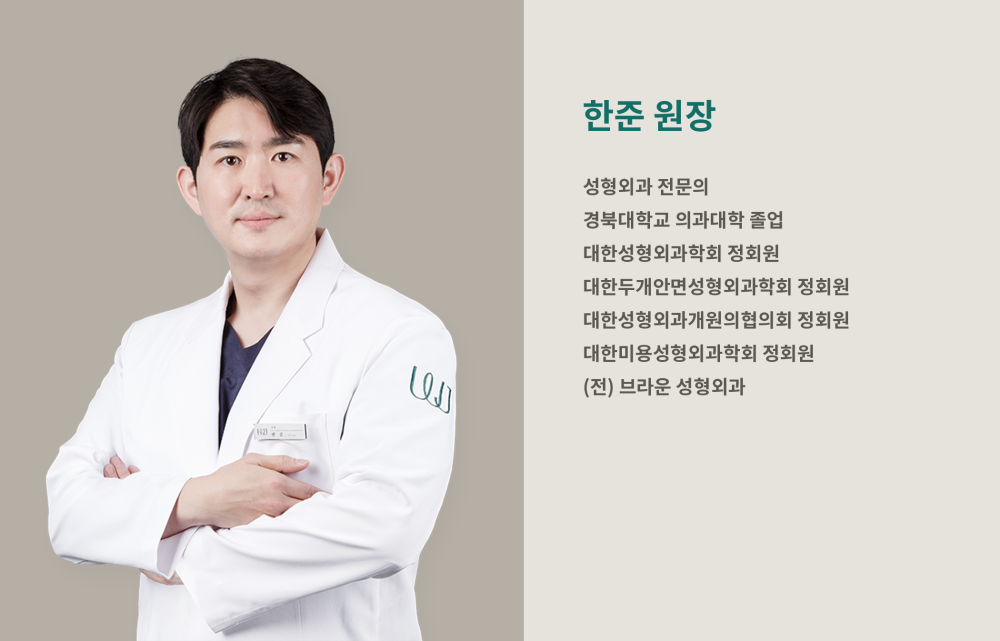 한준 원장
성형외과 전문의
경북대학교 의과대학 졸업
대한성형외과학회 정회원
대한두개안면성형외과학회 정회원
대한성형외과개원의협의회 정회원
대한미용성형외과학회 정회원
(전) 브라운 성형외과